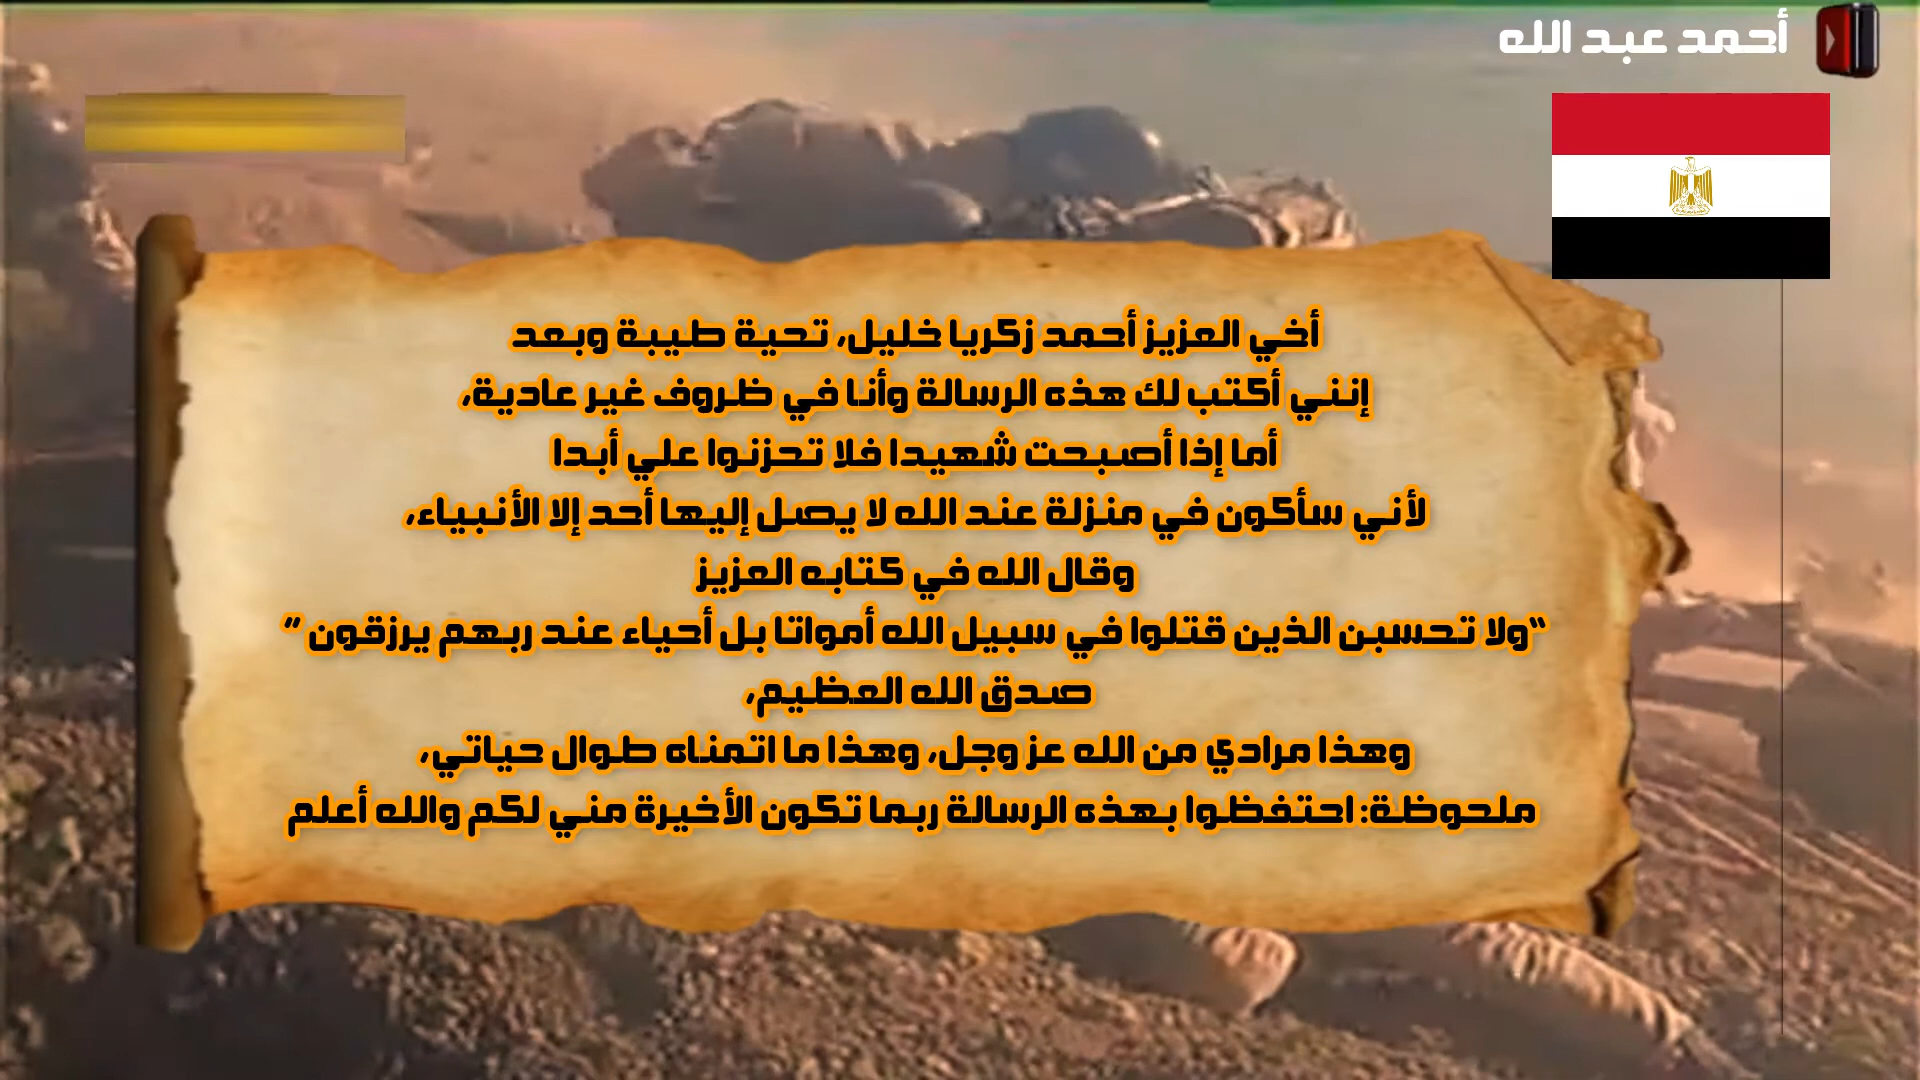 أحمد عبد الله
أخي العزيز أحمد زكريا خليل، تحية طيبة وبعد
إنني أكتب لك هذه الرسالة وأنا في ظروف غير عادية،
أما إذا أصبحت شهيدا فلا تحزنوا علي أبدا
لأني سأكون في منزلة عند الله لا يصل إليها أحد إلا الأنبياء،
وقال الله في كتابه العزيز
“ولا تحسبن الذين قتلوا في سبيل الله أمواتا بل أحياء عند ربهم يرزقون”
صدق الله العظيم،
وهذا مرادي من الله عز وجل، وهذا ما اتمناه طوال حياتي،
ملحوظة: احتفظوا بهذه الرسالة ربما تكون الأخيرة مني لكم والله أعلم